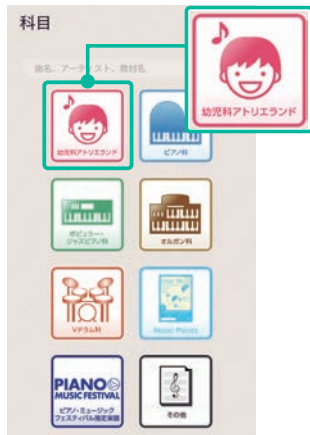 科目
曲名、アーティスト、教材名
幼児科アトリエランド
幼児科アトリエランド
ピアノ科
ポピュラー・
ジャズピアノ科
オルガン科
Vドラム科
Music Pieces
PIANO
MUSIC FESTIVAL
ピアノ・ミュージック
フェスティバル指定楽譜
その他